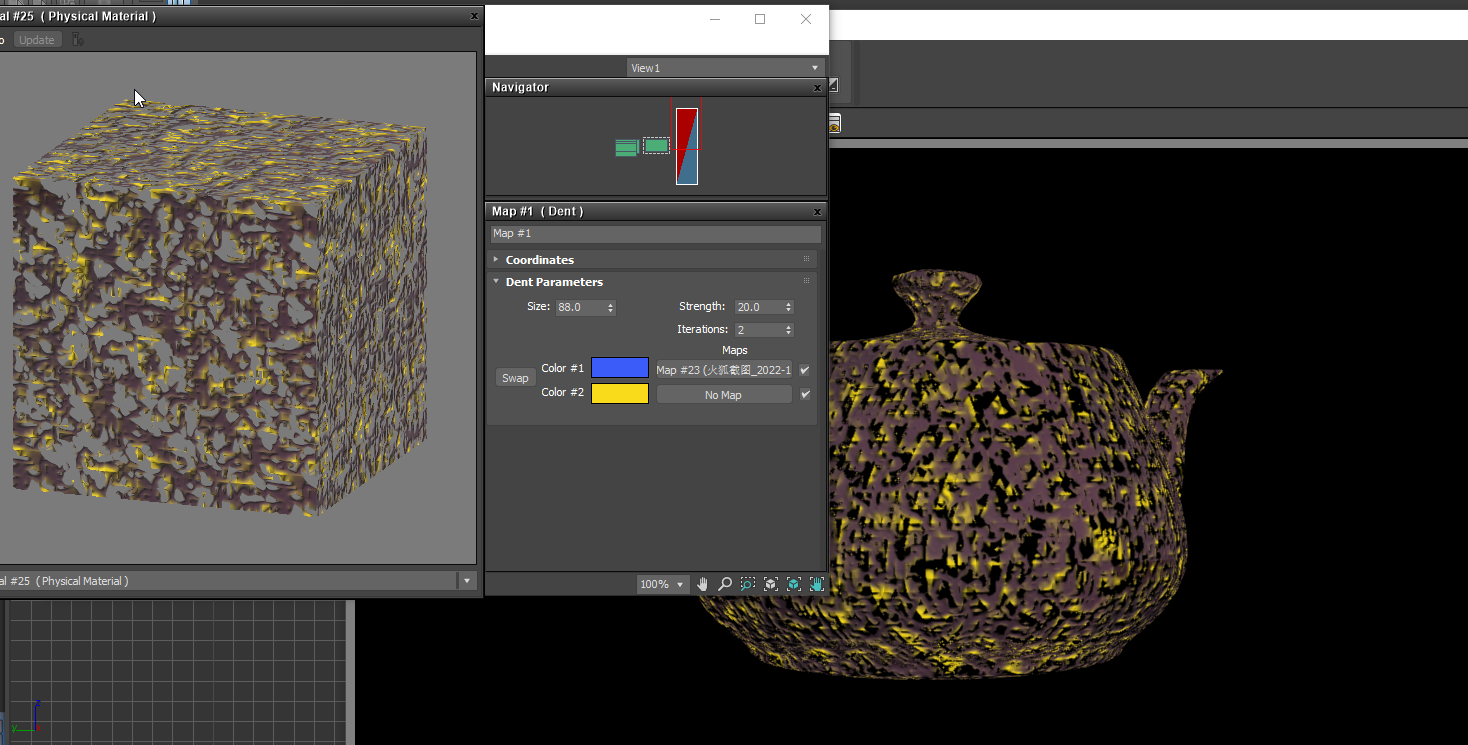 al #25 ( Physical Material )
Update
View1
Navigator
Map #1 ( Dent )
Map #1
Coordinates
Dent Parameters
Size: 88.0
Strength: 20.0
Iterations: 2
Maps
Swap
Color #1
Map #23 (火狐截图_2022-1
Color #2
No Map
al #25 ( Physical Material )
100%
z
y